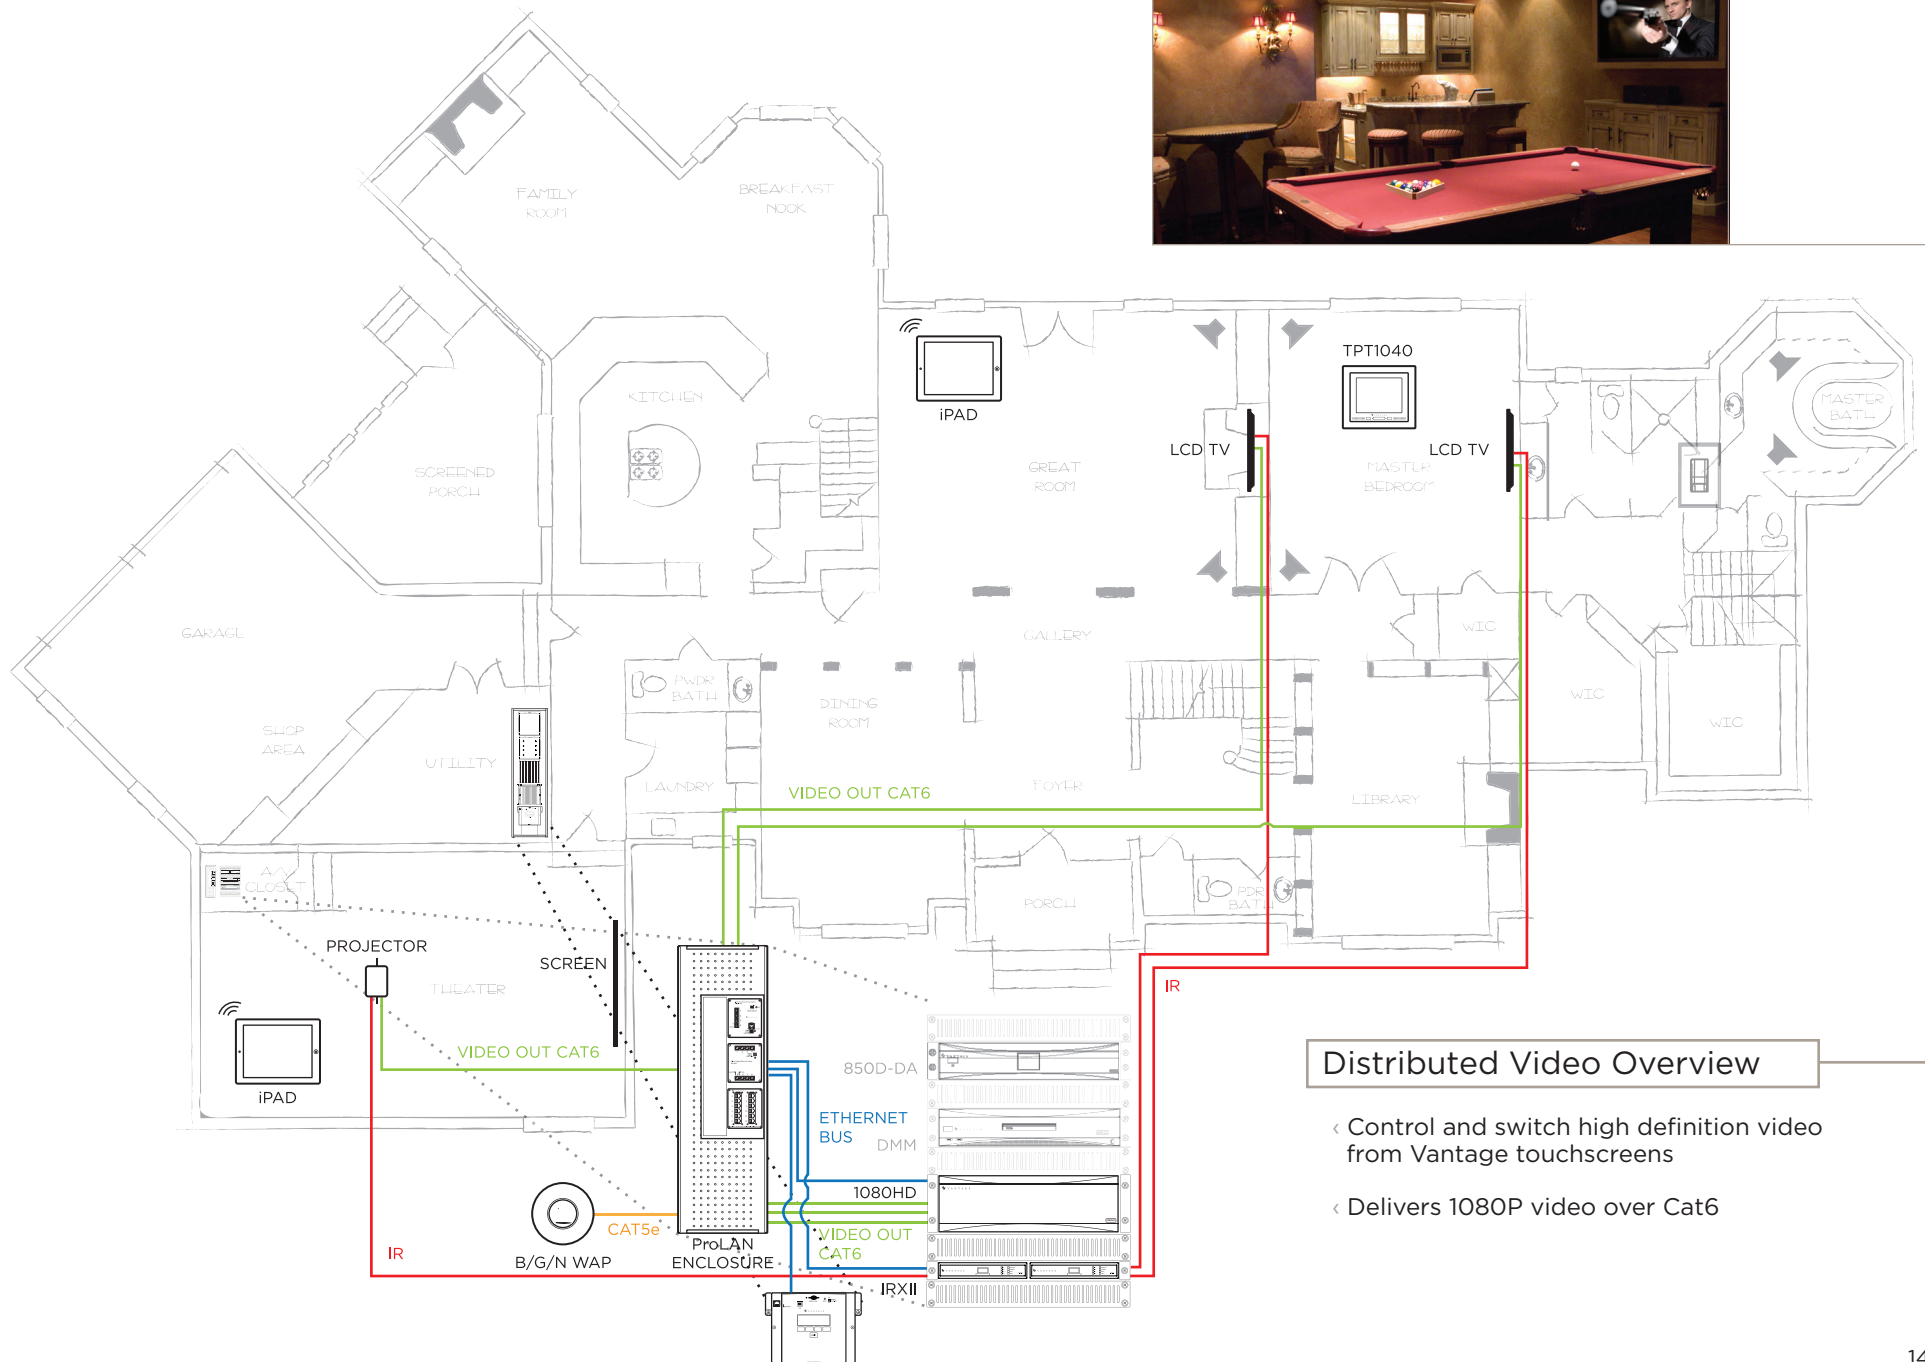 FAMILY
ROOM
BREAKFAST
NOOK
TPT1040
iPAD
KITCHEN
MASTER
BATH
LCD TV
LCD TV
GREAT
ROOM
MASTER
BEDROOM
SCREENED
PORCH
GARAGE
GALLERY
WIC
PWDR
BATH
DINING
ROOM
WIC
WIC
SHOP
AREA
UTILITY
LAUNDRY
VIDEO OUT CAT6
FOYER
LIBRARY
A/V
CLOSET
PORCH
PDR
BATH
PROJECTOR
SCREEN
THEATER
IR
VIDEO OUT CAT6
iPAD
850D-DA
ETHERNET
BUS
DMM
1080HD
CAT5e
VIDEO OUT
CAT6
IR
B/G/N WAP
ProLAN
ENCLOSURE
IRXII
Distributed Video Overview
‹ Control and switch high definition video
from Vantage touchscreens
‹ Delivers 1080P video over Cat6
14